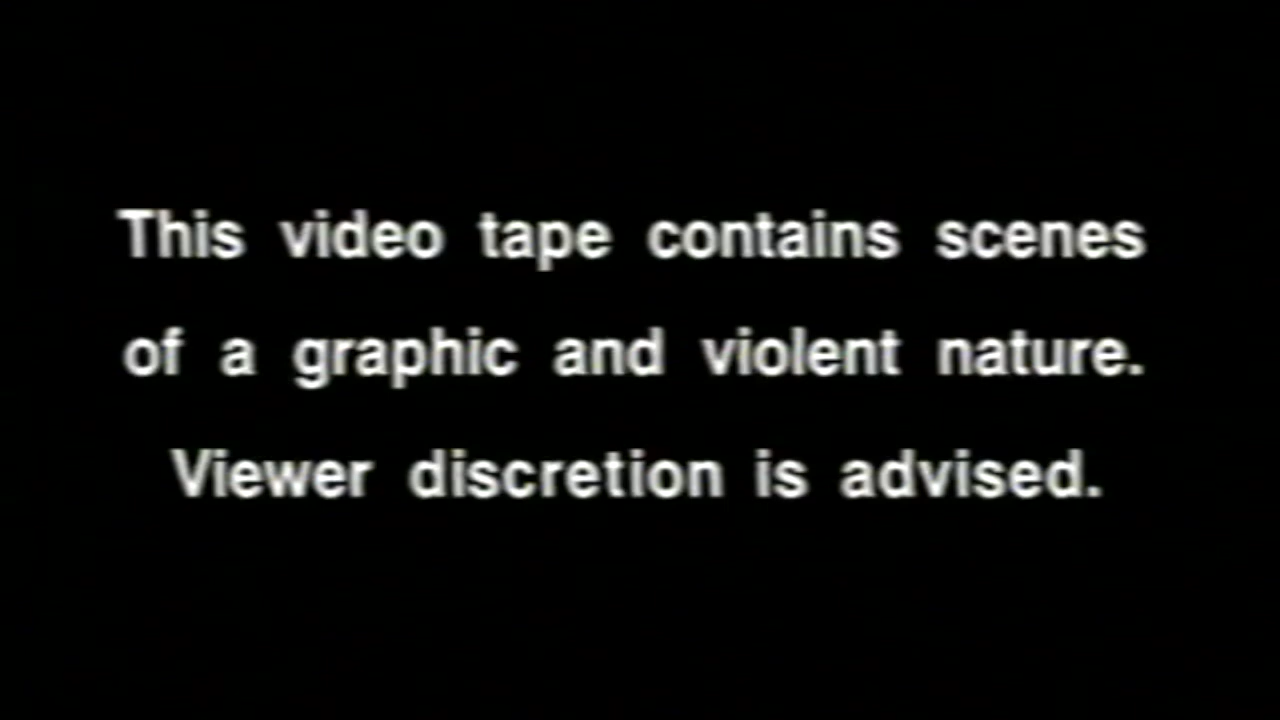 This video tape contains scenes
of a graphic and violent nature.
Viewer discretion is advised.